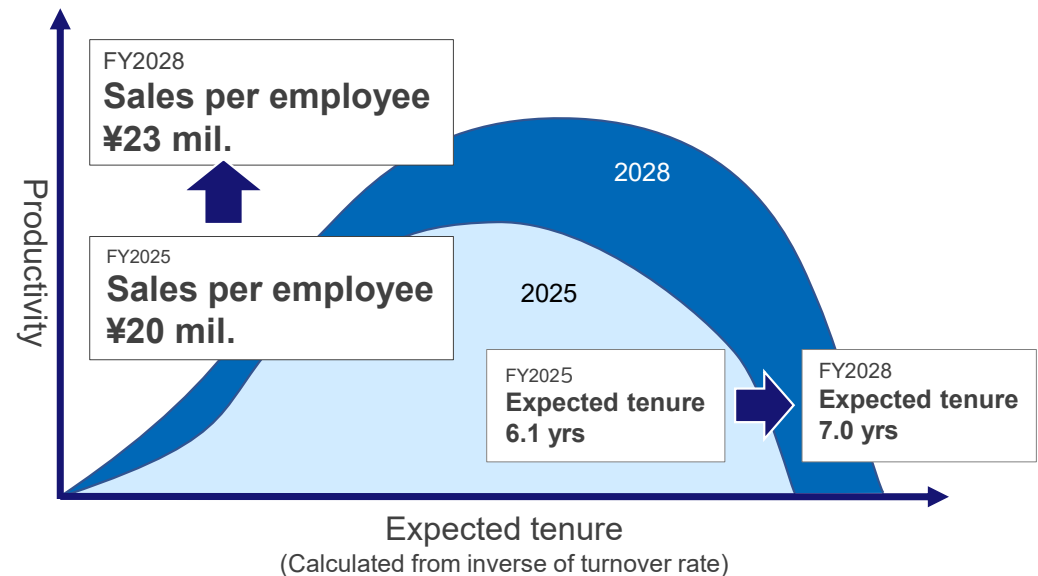 FY2028
Sales per employee
¥23 mil.
2028
Productivity
FY2025
Sales per employee
¥20 mil.
2025
FY2025
Expected tenure
6.1 yrs
FY2028
Expected tenure
7.0 yrs
Expected tenure
(Calculated from inverse of turnover rate)